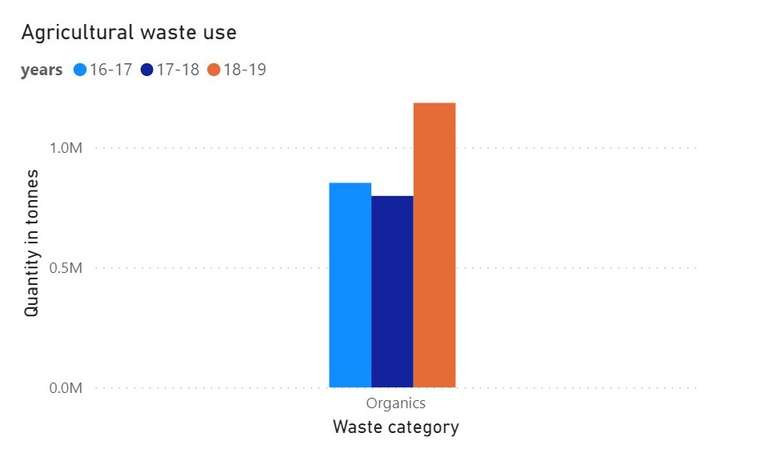 Agricultural waste use
years 16-17 17-18 18-19
1.0M
0.5M
0.0M
Quantity in tonnes
Organics
Waste category